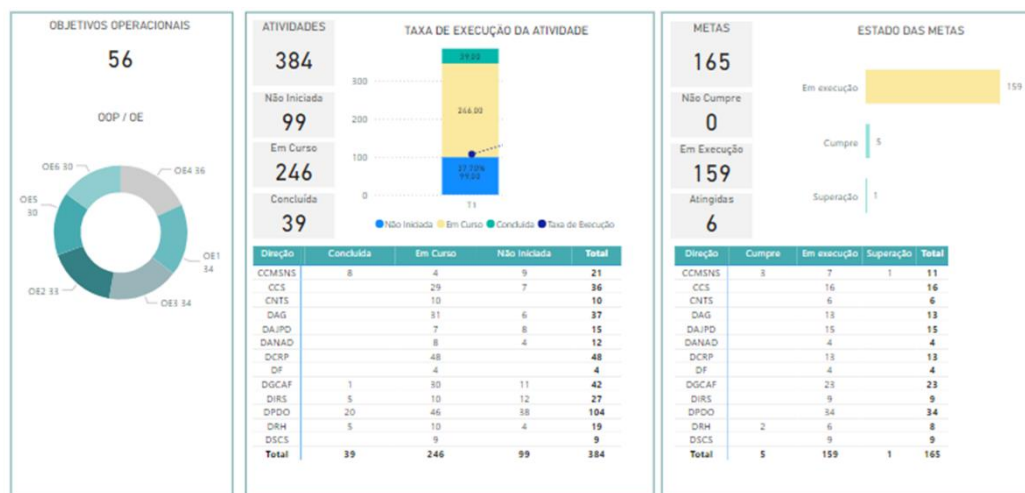 OBJETIVOS OPERACIONAIS
56
OOP / OE
OE6 30
OE4 36
OE5
30
OE1
34
OE2 33
OE3 34
ATIVIDADES
384
Não Iniciada
99
Em Curso
246
Concluída
39
TAXA DE EXECUÇÃO DA ATIVIDADE
300
200
100
0
39.00
246.00
99.00
T1
Não Iniciada Em Curso Concluída Taxa de Execução
Direção Concluída Em Curso Não Iniciada Total
CCMSNS 8 4 9 21
CCS 29 7 36
CNTS 10 10
DAG 31 6 37
DAJPD 7 8 15
DANAD 8 4 12
DCRP 48 48
DF 4 4
DGCAF 1 30 11 42
DIRS 5 10 12 27
DPDO 20 46 38 104
DRH 5 10 4 19
DSCS 9 9
Total 39 246 99 384
METAS
165
Não Cumpre
0
Em Execução
159
Atingidas
6
ESTADO DAS METAS
Em execução 159
Cumpre 5
Superação 1
Direção Cumpre Em execução Superação Total
CCMSNS 3 7 1 11
CCS 16 16
CNTS 6 6
DAG 13 13
DAJPD 15 15
DANAD 4 4
DCRP 13 13
DF 4 4
DGCAF 23 23
DIRS 9 9
DPDO 34 34
DRH 2 6 8
DSCS 9 9
Total 5 159 1 165